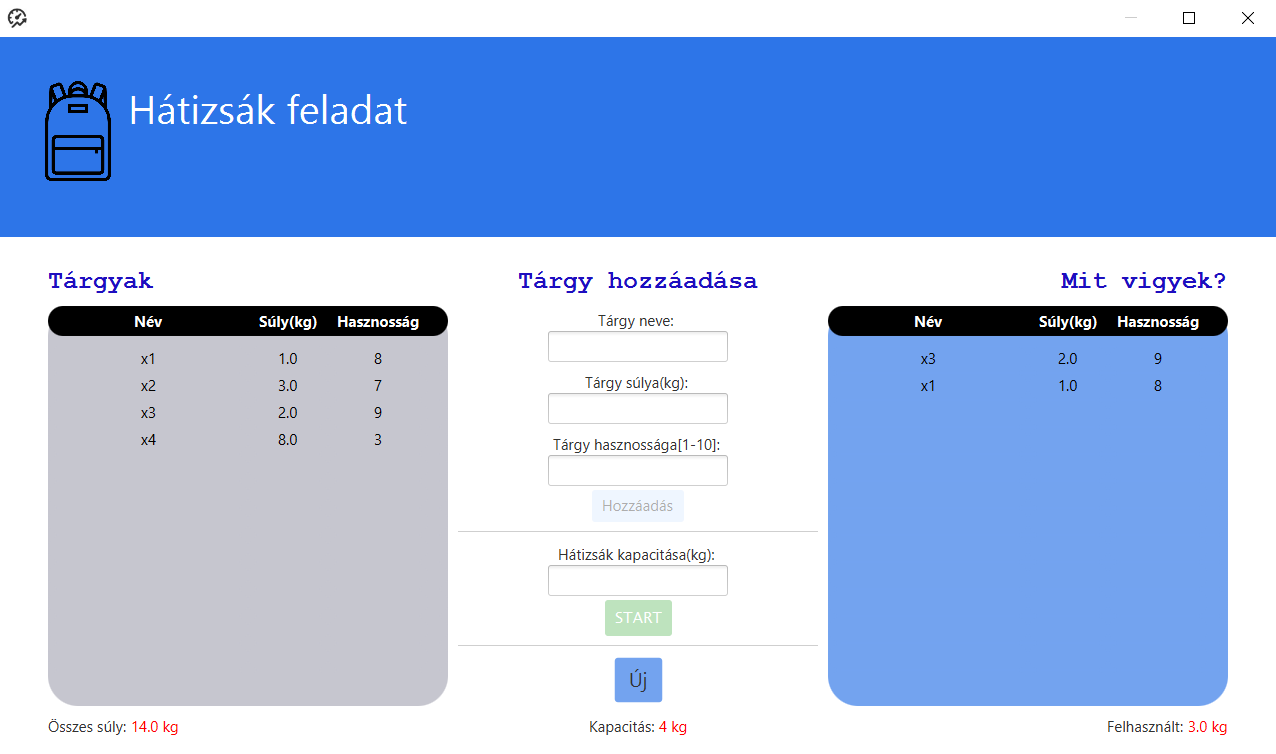 Hátizsák feladat
Tárgyak
Név Súly(kg) Hasznosság
x1 1.0 8
x2 3.0 7
x3 2.0 9
x4 8.0 3
Összes súly: 14.0 kg
Tárgy hozzáadása
Tárgy neve:
Tárgy súlya(kg):
Tárgy hasznossága[1-10]:
Hozzáadás
Hátizsák kapacitása(kg):
START
Új
Kapacitás: 4 kg
Mit vigyek?
Név Súly(kg) Hasznosság
x3 2.0 9
x1 1.0 8
Felhasznált: 3.0 kg